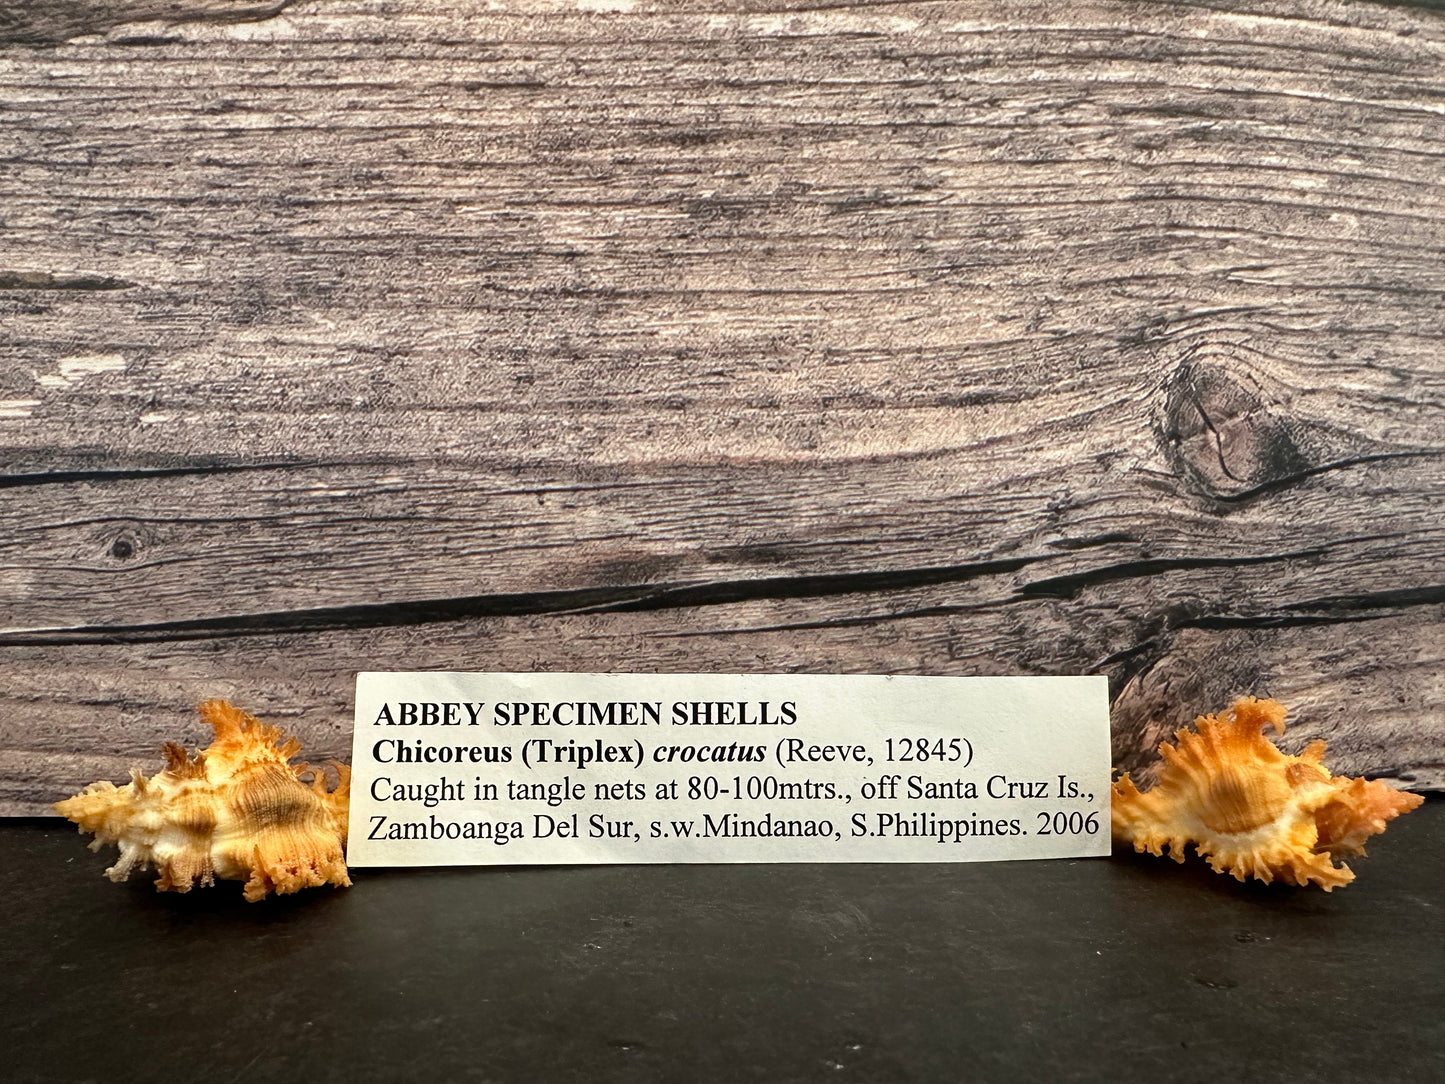 ABBEY SPECIMEN SHELLS
Chicoreus (Triplex) crocatus (Reeve, 12845)
Caught in tangle nets at 80-100mtrs., off Santa Cruz Is.,
Zamboanga Del Sur, s.w.Mindanao, S.Philippines. 2006